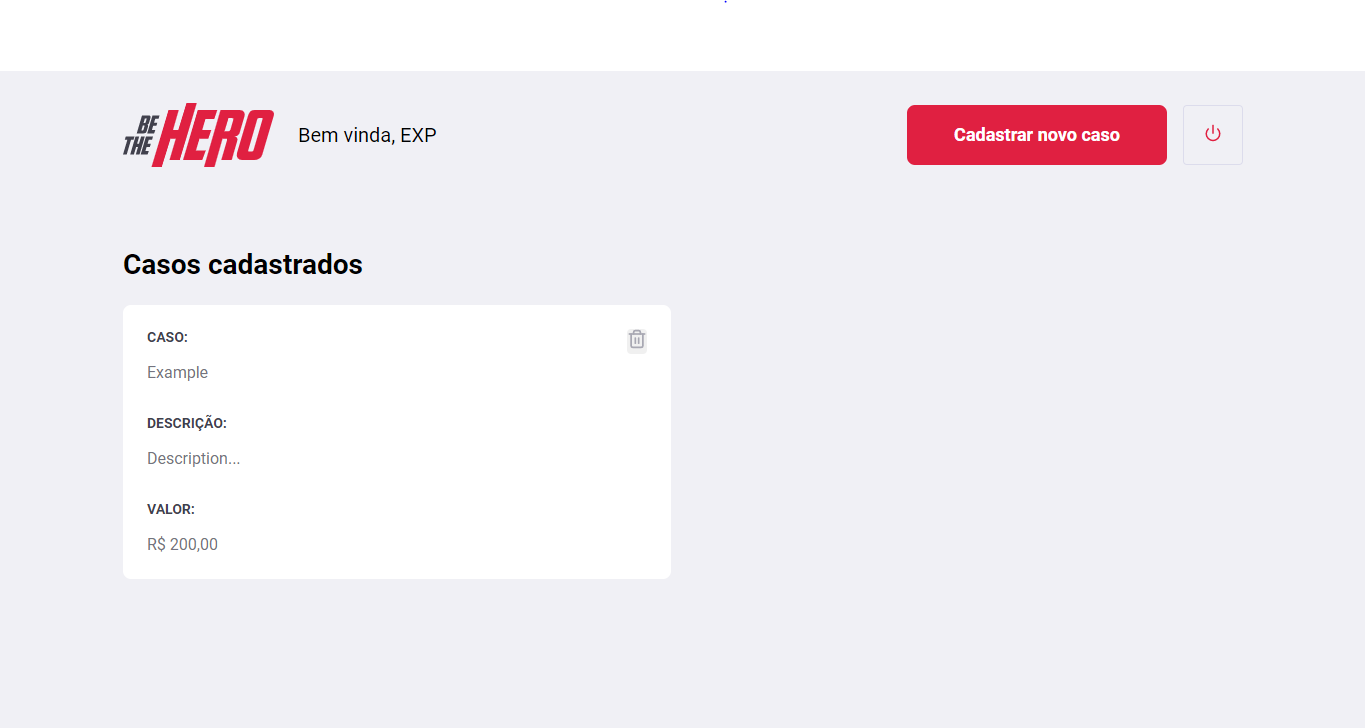 BE
THE
HERO
Bem vinda, EXP
Cadastrar novo caso
Casos cadastrados
CASO:
Example
DESCRIÇÃO:
Description...
VALOR:
R$ 200,00